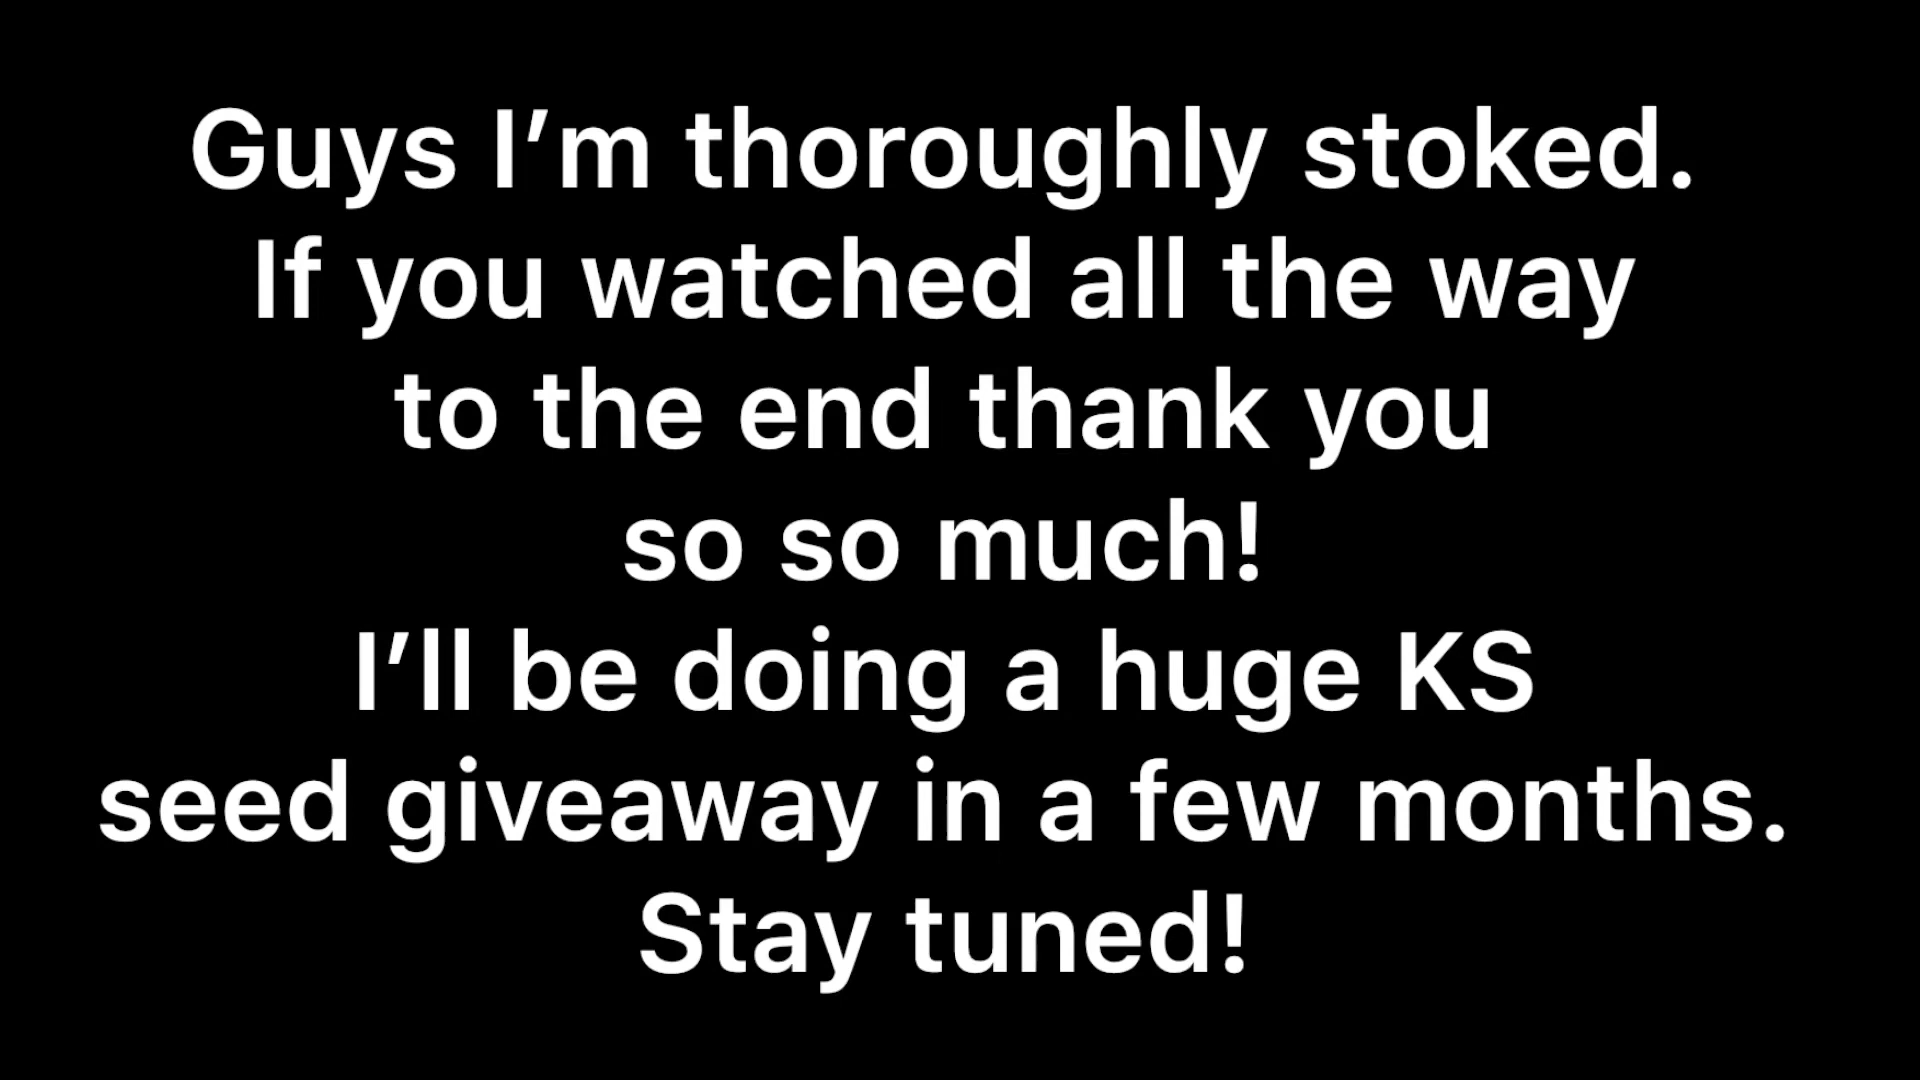 Guys I’m thoroughly stoked.
If you watched all the way
to the end thank you
so so much!
I’ll be doing a huge KS
seed giveaway in a few months.
Stay tuned!